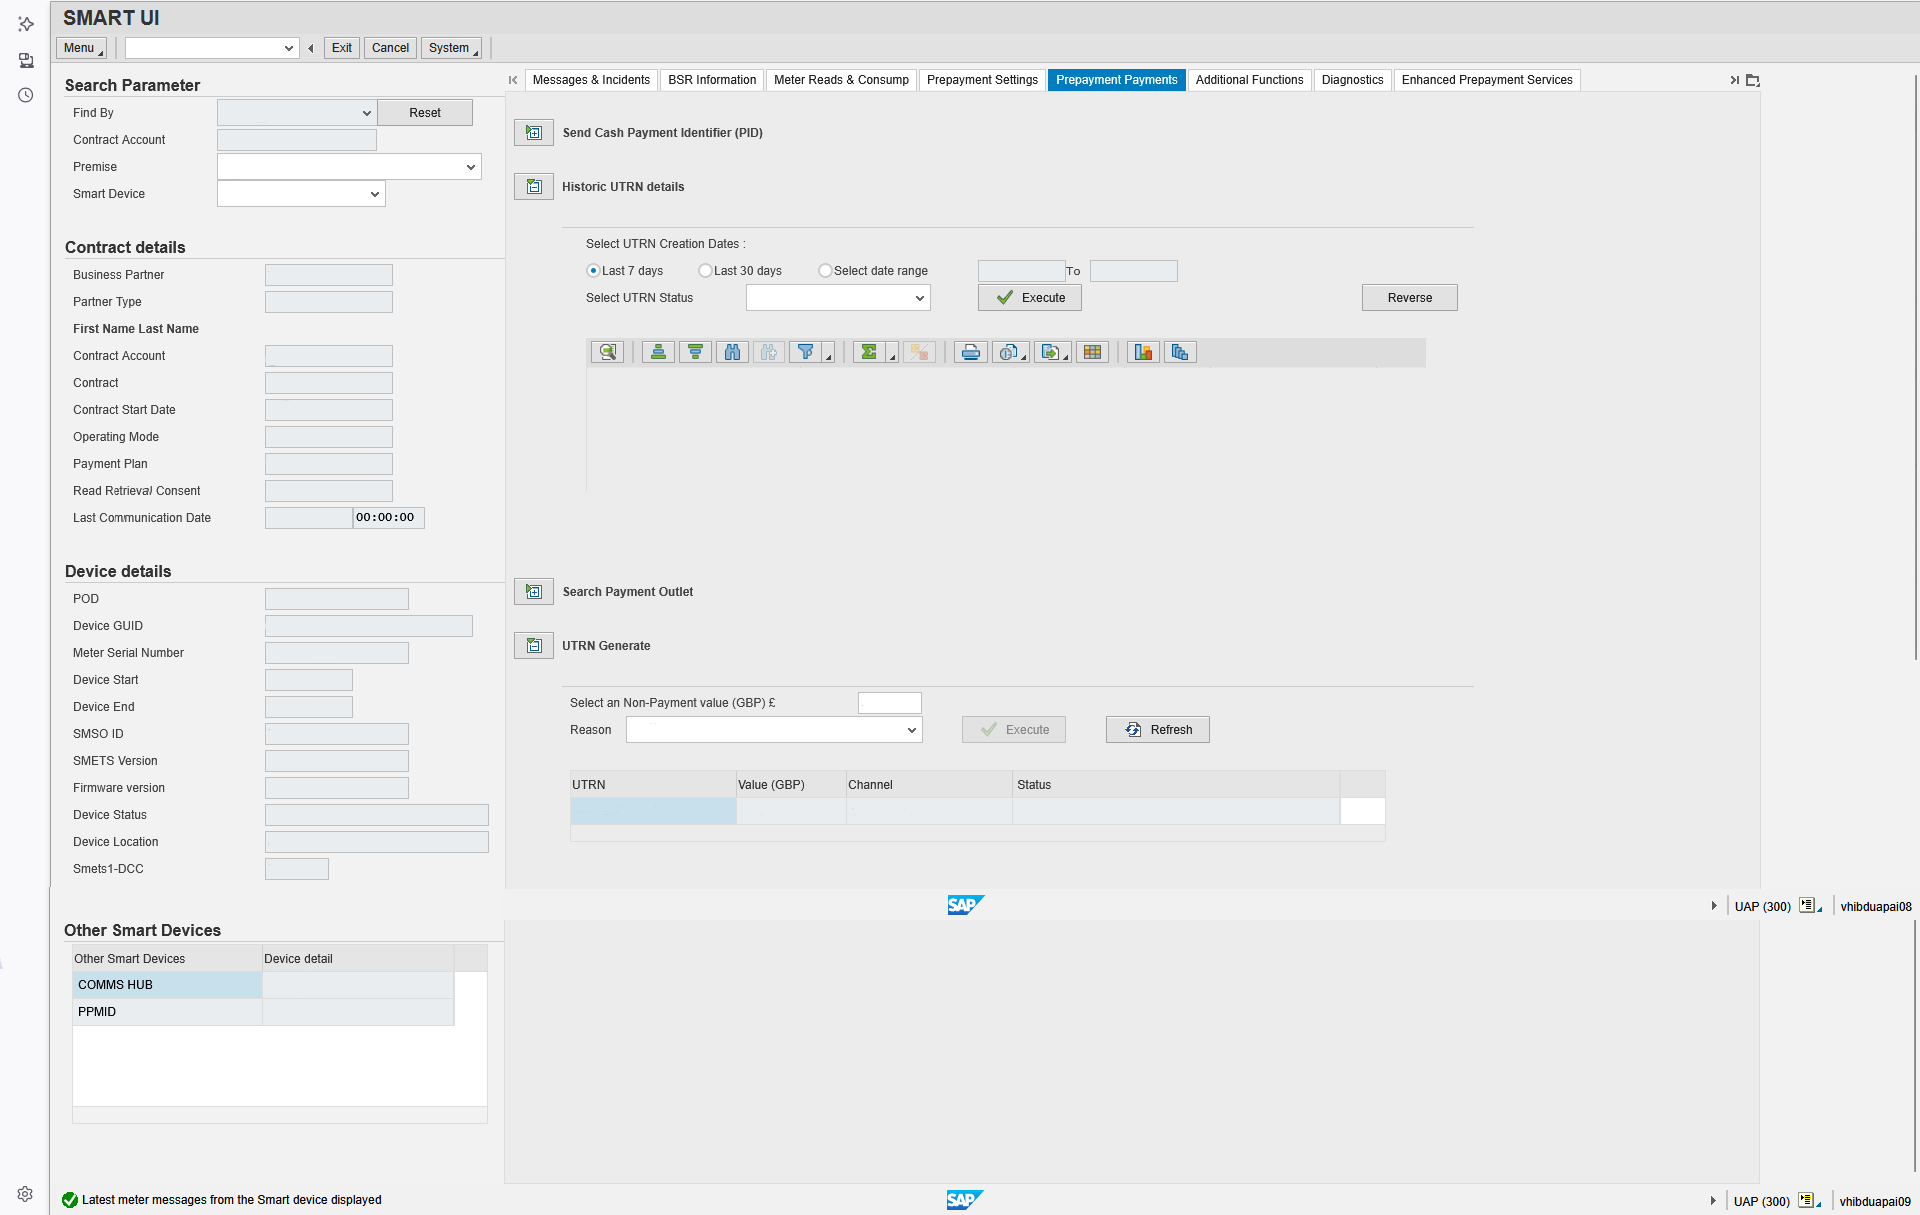 SMART UI
Menu Exit Cancel System
Search Parameter
Find By Reset
Contract Account
Premise
Smart Device
Contract details
Business Partner
Partner Type
First Name Last Name
Contract Account
Contract
Contract Start Date
Operating Mode
Payment Plan
Read Retrieval Consent
Last Communication Date 00:00:00
Device details
POD
Device GUID
Meter Serial Number
Device Start
Device End
SMSO ID
SMETS Version
Firmware version
Device Status
Device Location
Smets1-DCC
Messages & Incidents BSR Information Meter Reads & Consump Prepayment Settings Prepayment Payments Additional Functions Diagnostics Enhanced Prepayment Services
Send Cash Payment Identifier (PID)
Historic UTRN details
Select UTRN Creation Dates :
Last 7 days Last 30 days Select date range To
Select UTRN Status Execute Reverse
Search Payment Outlet
UTRN Generate
Select an Non-Payment value (GBP) £
Reason Execute Refresh
UTRN Value (GBP) Channel Status
SAP UAP (300) vhibduapai08
Other Smart Devices
Other Smart Devices Device detail
COMMS HUB
PPMID
Latest meter messages from the Smart device displayed SAP UAP (300) vhibduapai09